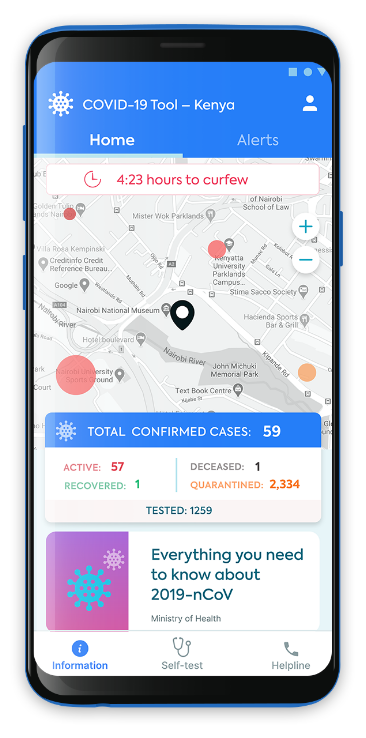 COVID-19 Tool – Kenya
Home
Alerts
4:23 hours to curfew
of Nairobi
School of Law
Golden Tulip
Mister Wok Parklands
Villa Rosa Kempinski
Creditinfo Credit
Reference Bureau...
Kenyatta
University
Parklands
Campus...
Google
Stima Sacco Society
Nairobi National Museum
Hacienda Sports
Bar & Grill
Nairobi
River
Hotel boulevard
Nairobi River
Kipande Rd
Nairobi University
Sports Ground
John Michuki
Memorial Park
Court
Text Book Centre
TOTAL CONFIRMED CASES: 59
ACTIVE: 57
DECEASED: 1
RECOVERED: 1
QUARANTINED: 2,334
TESTED: 1259
Everything you need
to know about
2019-nCoV
Ministry of Health
Information
Self-test
Helpline